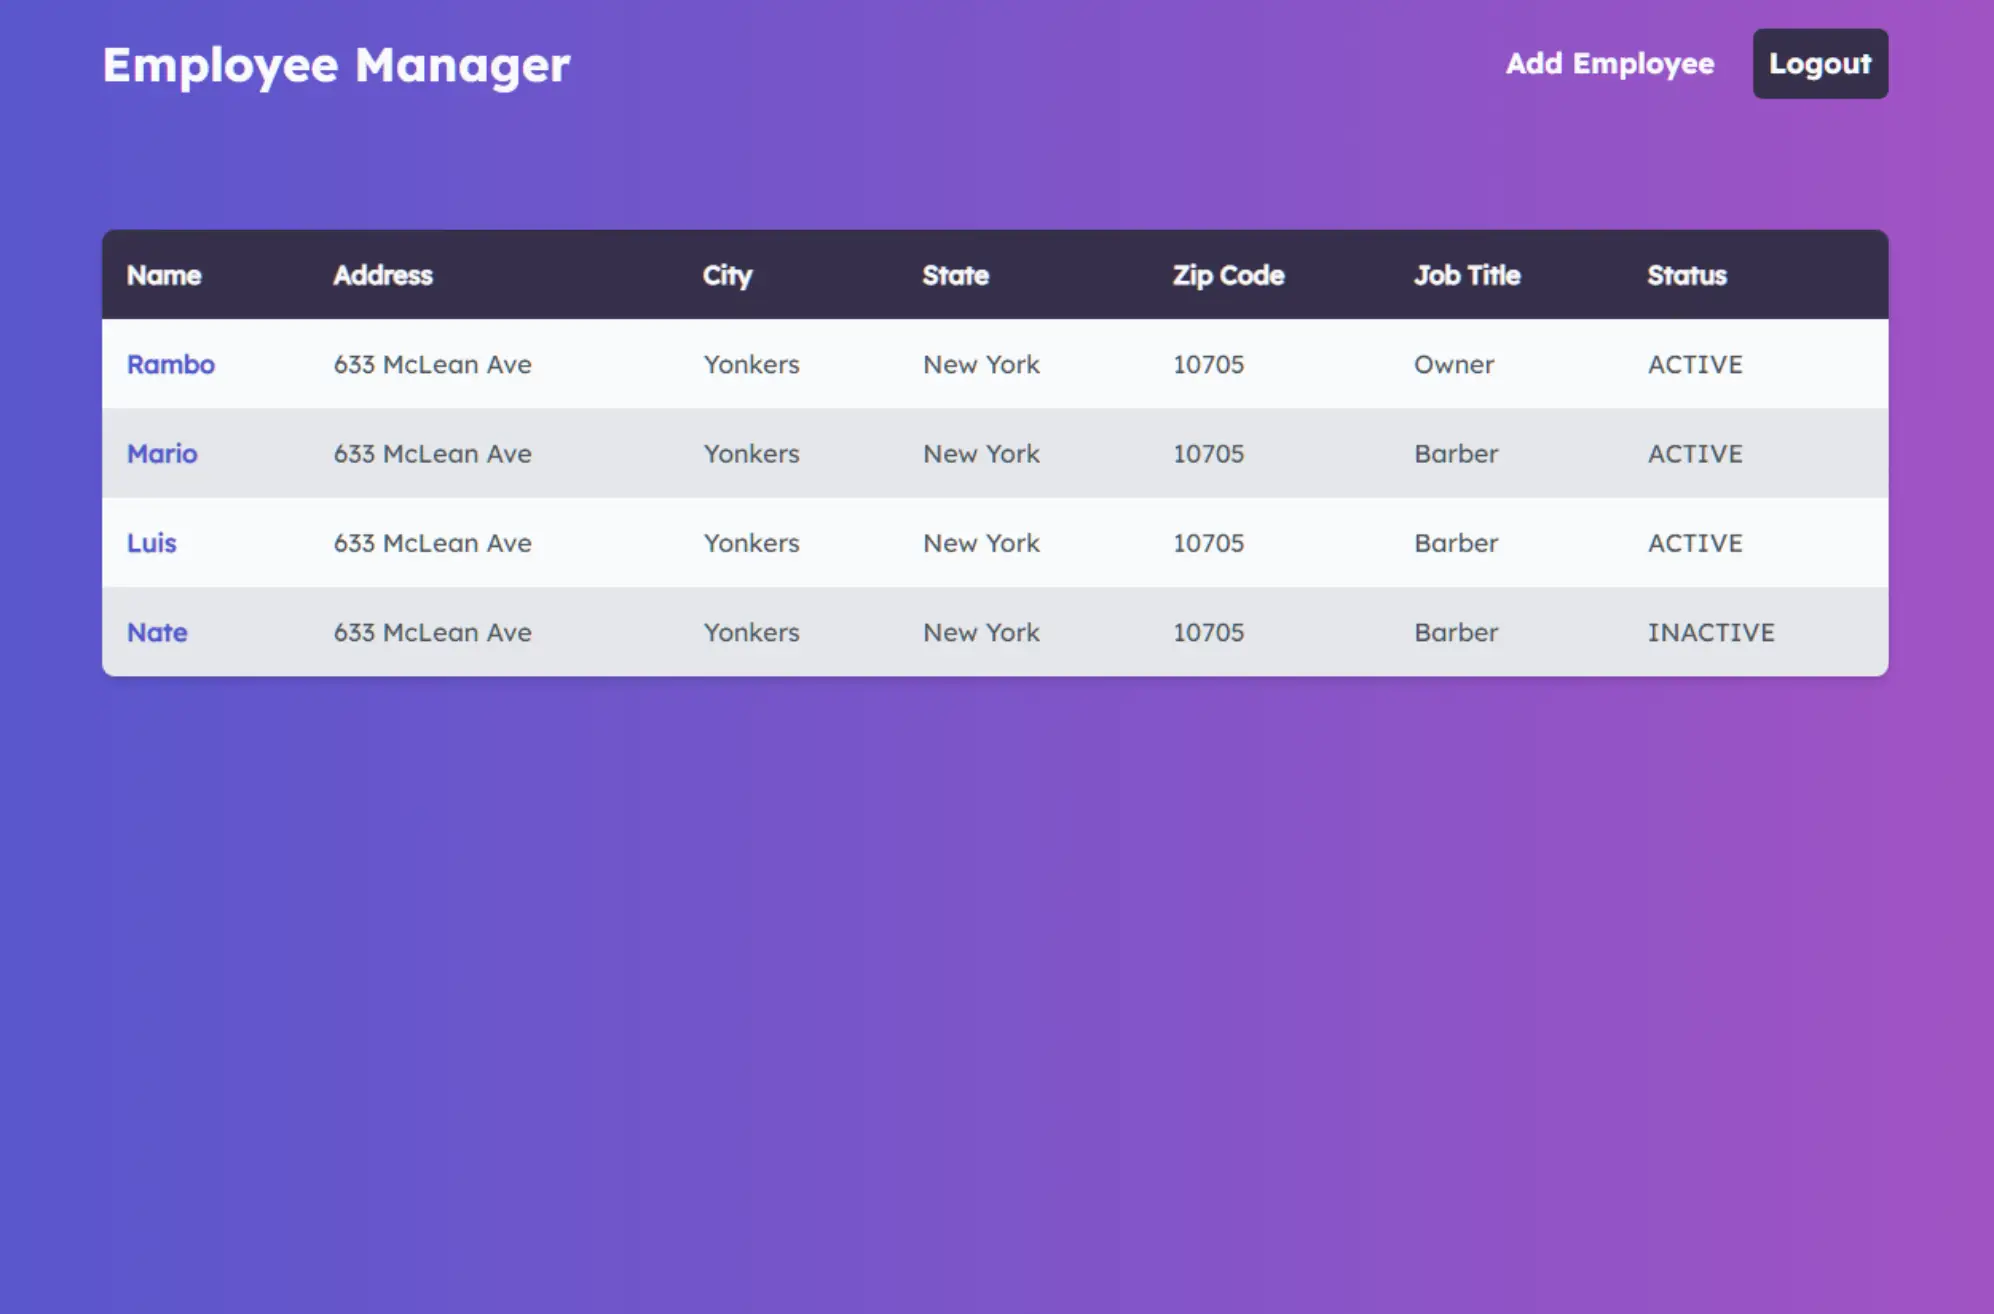 Employee Manager Add Employee Logout
Name Address City State Zip Code Job Title Status
Rambo 633 McLean Ave Yonkers New York 10705 Owner ACTIVE
Mario 633 McLean Ave Yonkers New York 10705 Barber ACTIVE
Luis 633 McLean Ave Yonkers New York 10705 Barber ACTIVE
Nate 633 McLean Ave Yonkers New York 10705 Barber INACTIVE